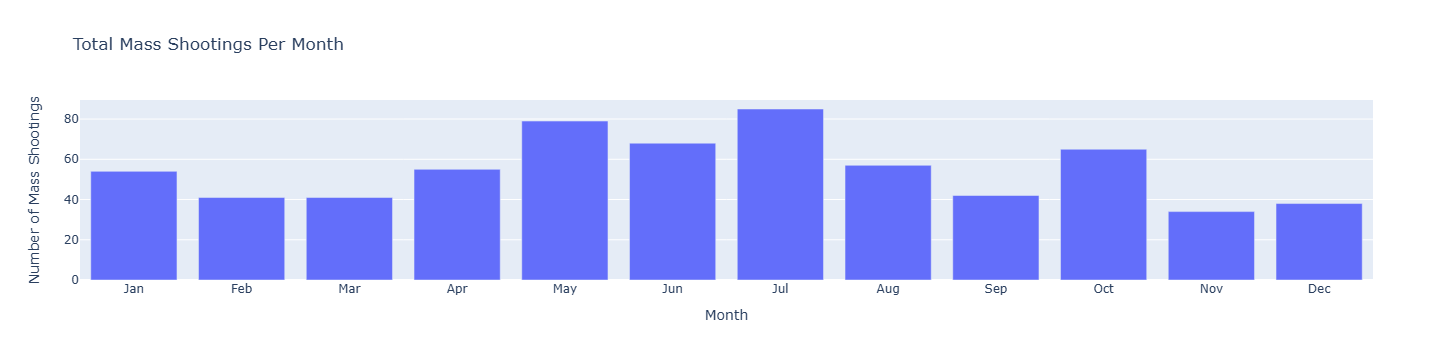 Total Mass Shootings Per Month
Number of Mass Shootings
80
60
40
20
0
Jan Feb Mar Apr May Jun Jul Aug Sep Oct Nov Dec
Month